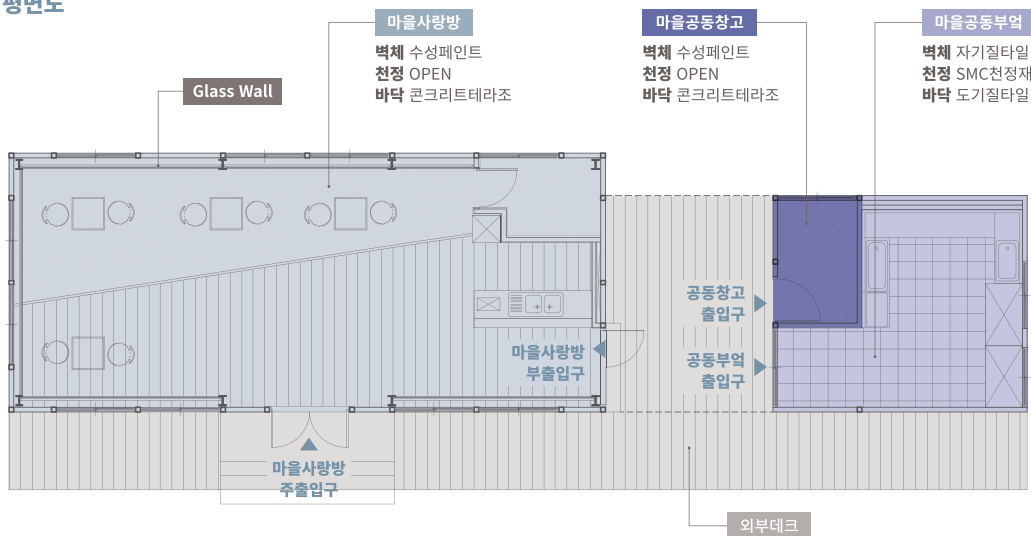 평면도
마을사랑방
벽체 수성페인트
천정 OPEN
바닥 콘크리트테라조
마을공동창고
벽체 수성페인트
천정 OPEN
바닥 콘크리트테라조
마을공동부엌
벽체 자기질타일
천정 SMC천정재
바닥 도기질타일
Glass Wall
공동창고
출입구
마을사랑방
부출입구
공동부엌
출입구
마을사랑방
주출입구
외부데크